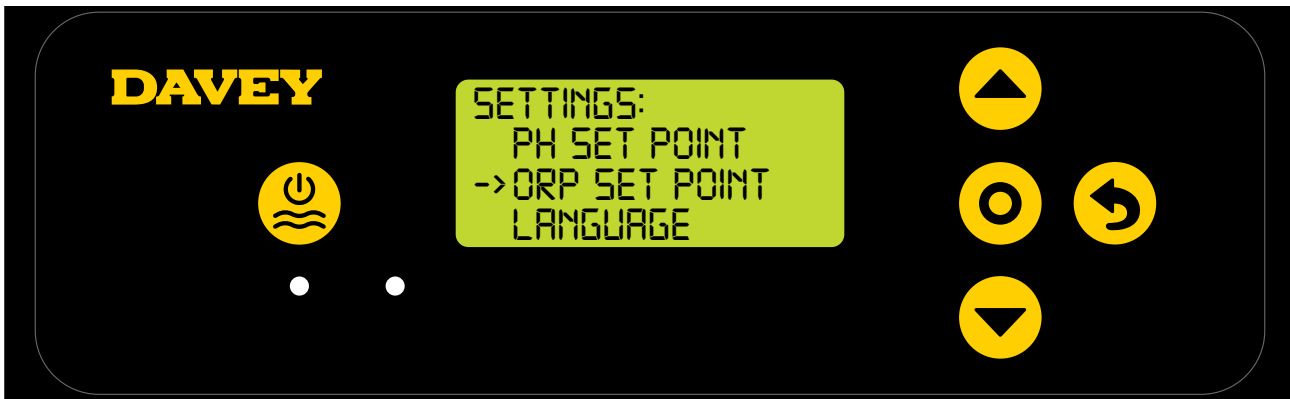 DAVEY
SETTINGS:
PH SET POINT
->ORP SET POINT
LANGUAGE